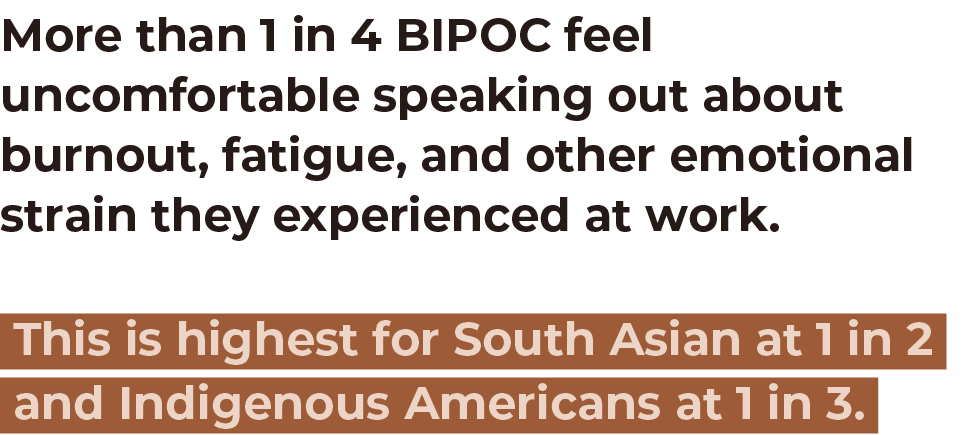 More than 1 in 4 BIPOC feel
uncomfortable speaking out about
burnout, fatigue, and other emotional
strain they experienced at work.
This is highest for South Asian at 1 in 2
and Indigenous Americans at 1 in 3.